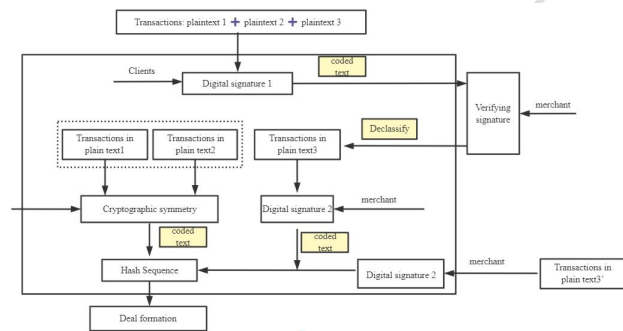 Transactions: plaintext 1 + plaintext 2 + plaintext 3
coded
text
Clients
Digital signature 1
Verifying
signature
merchant
Declassify
Transactions in
plain text1
Transactions in
plain text2
Transactions in
plain text3
Cryptographic symmetry
Digital signature 2
merchant
coded
text
coded
text
Hash Sequence
Digital signature 2
merchant
Transactions in
plain text3'
Deal formation